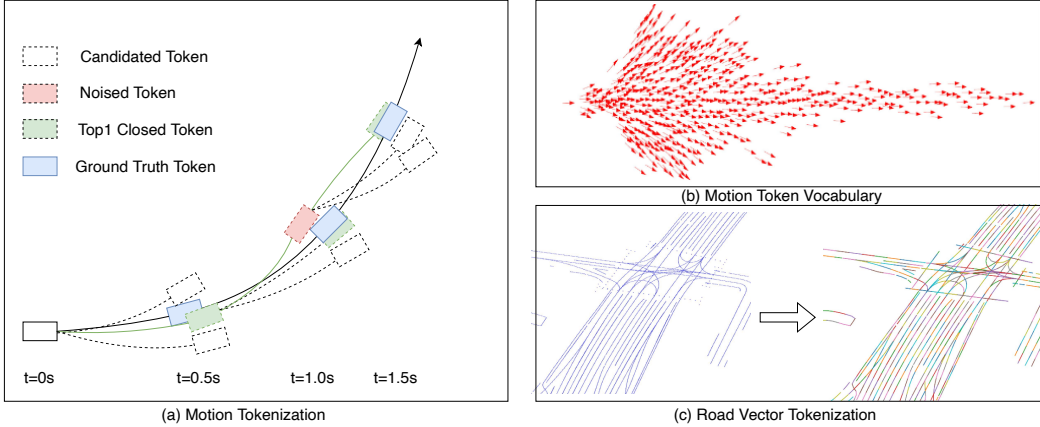 Candidated Token
Noised Token
Top1 Closed Token
Ground Truth Token
t=0s
t=0.5s
t=1.0s
t=1.5s
(a) Motion Tokenization
(b) Motion Token Vocabulary
(c) Road Vector Tokenization